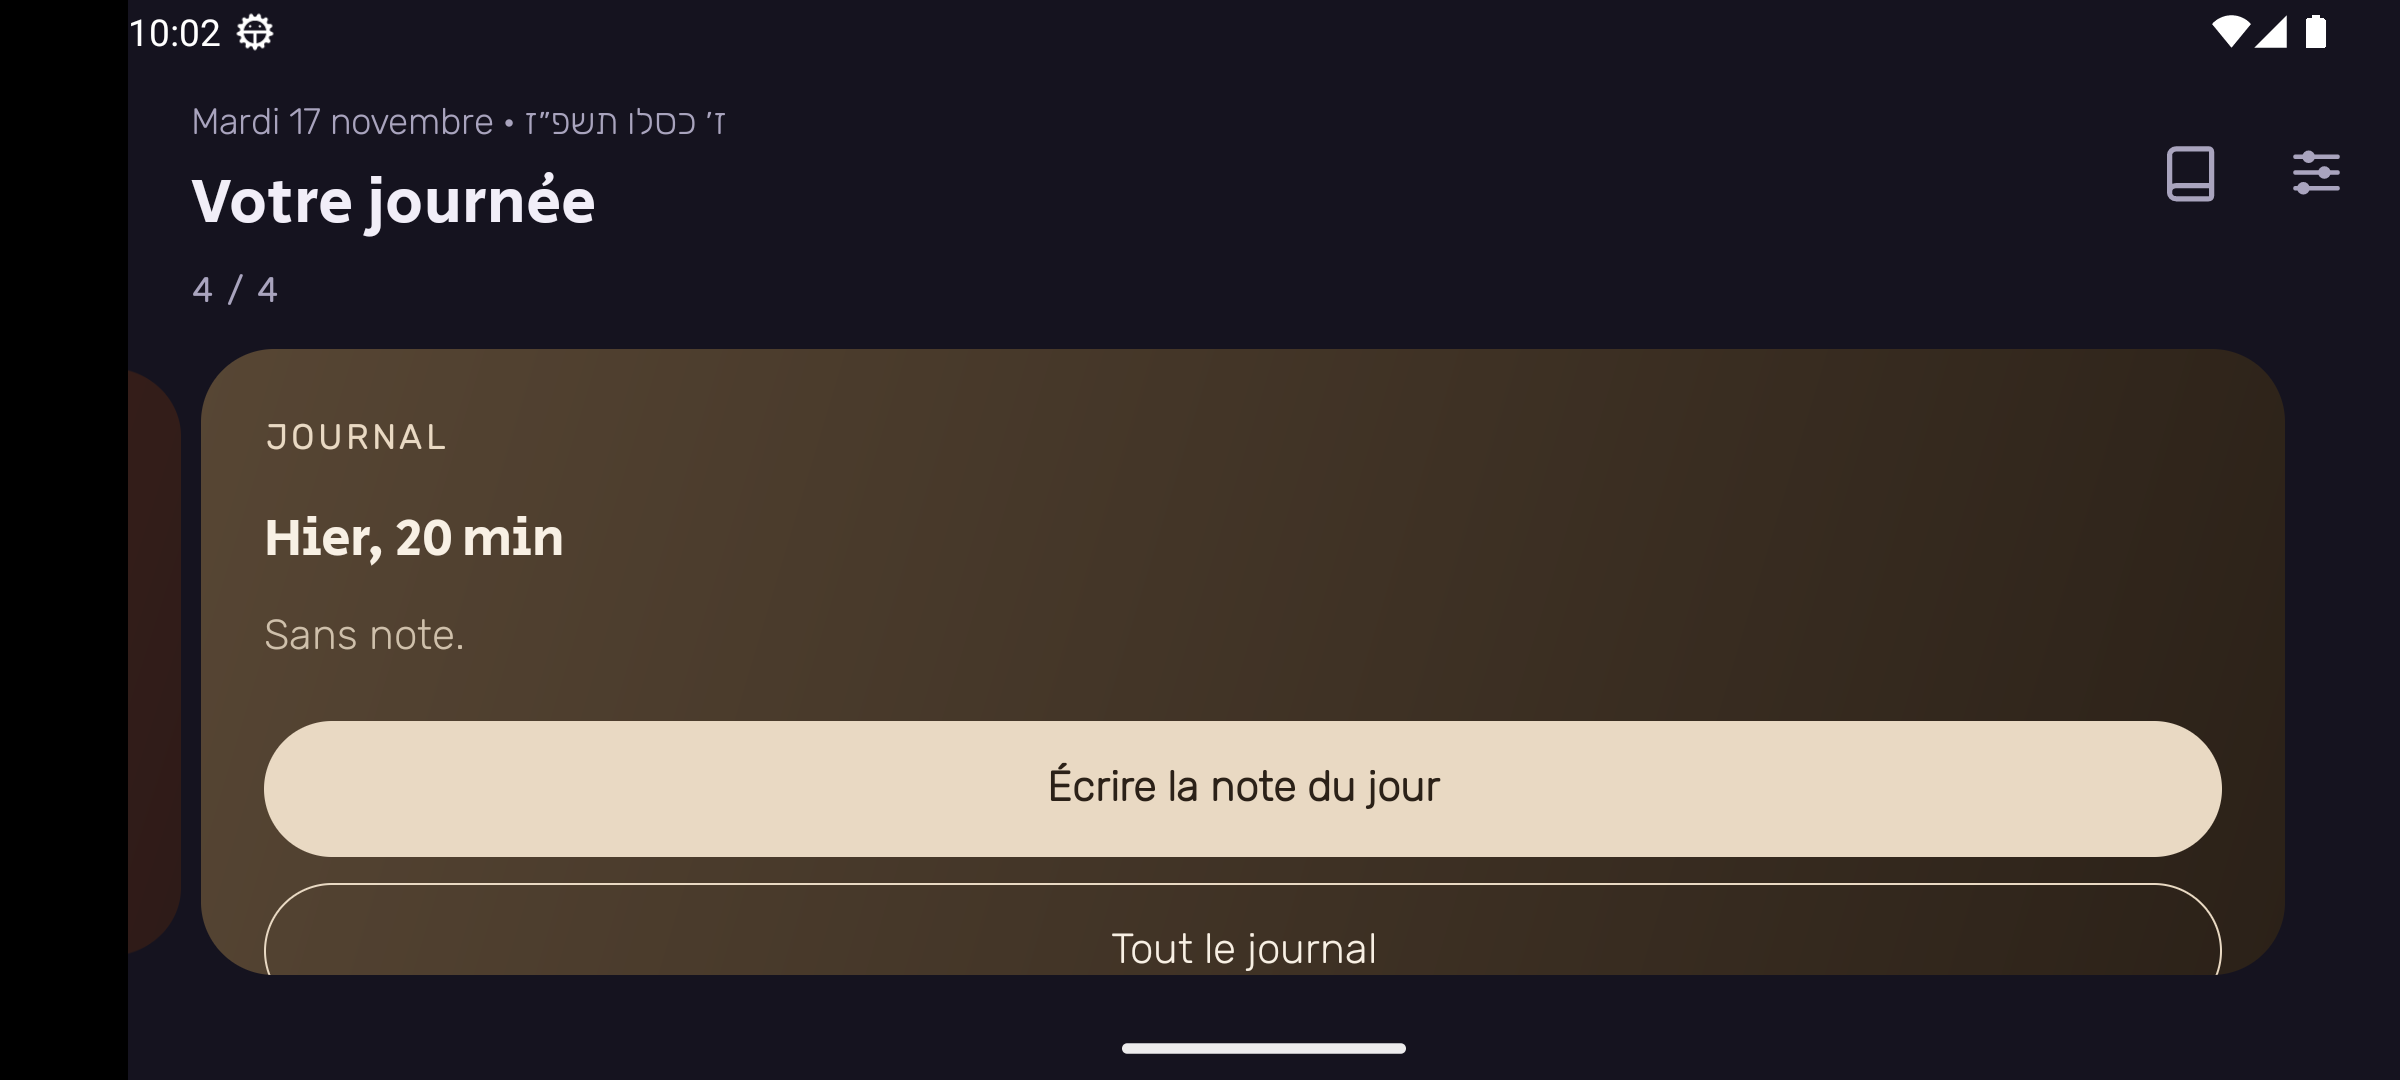 10:02
Mardi 17 novembre • ז׳ כסלו תשפ״ז
Votre journée
4 / 4
JOURNAL
Hier, 20 min
Sans note.
Écrire la note du jour
Tout le journal